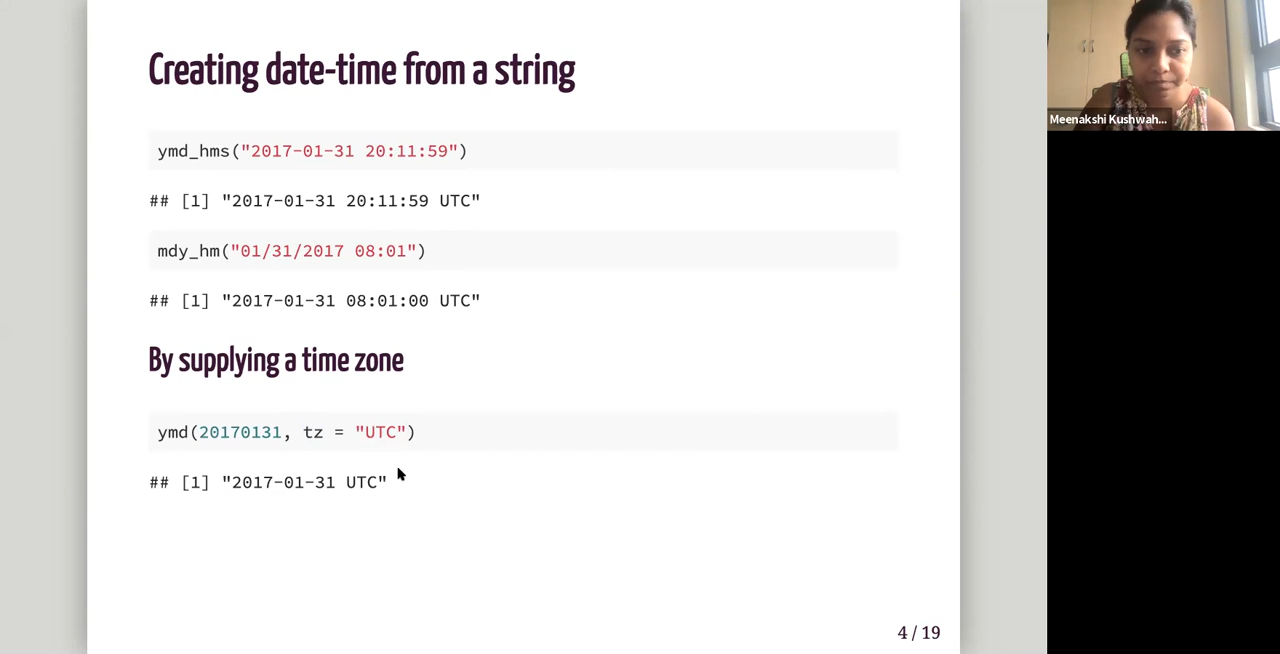 Creating date-time from a string
ymd_hms("2017-01-31 20:11:59")
## [1] "2017-01-31 20:11:59 UTC"
mdy_hm("01/31/2017 08:01")
## [1] "2017-01-31 08:01:00 UTC"
By supplying a time zone
ymd(20170131, tz = "UTC")
## [1] "2017-01-31 UTC"
4 / 19
Meenakshi Kushwah...